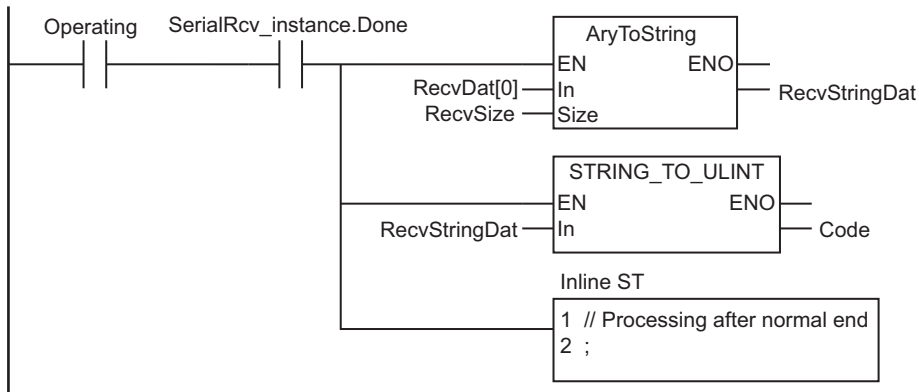 Operating
SerialRcv_instance.Done
AryToString
EN ENO
RecvDat[0] In RecvStringDat
RecvSize Size
STRING_TO_ULINT
EN ENO
RecvStringDat In Code
Inline ST
1 // Processing after normal end
2 ;